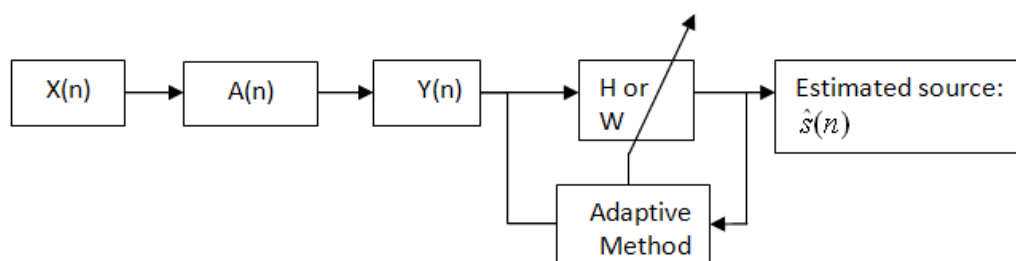 X(n)
A(n)
Y(n)
H or
W
Estimated source:
ŝ(n)
Adaptive
Method